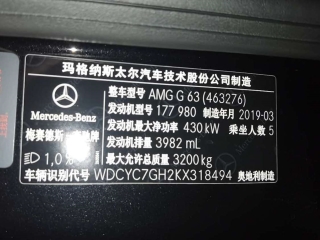 玛格纳斯太尔汽车技术股份公司制造
整车型号 AMG G 63 (463276)
发动机型号 177 980 制造年月 2019-03
发动机最大净功率 430 kW 乘坐人数 5
发动机排量 3982 mL
最大允许总质量 3200 kg
车辆识别代号 WDCYC7GH2KX318494 奥地利制造
Mercedes-Benz
梅赛德斯
1,0%